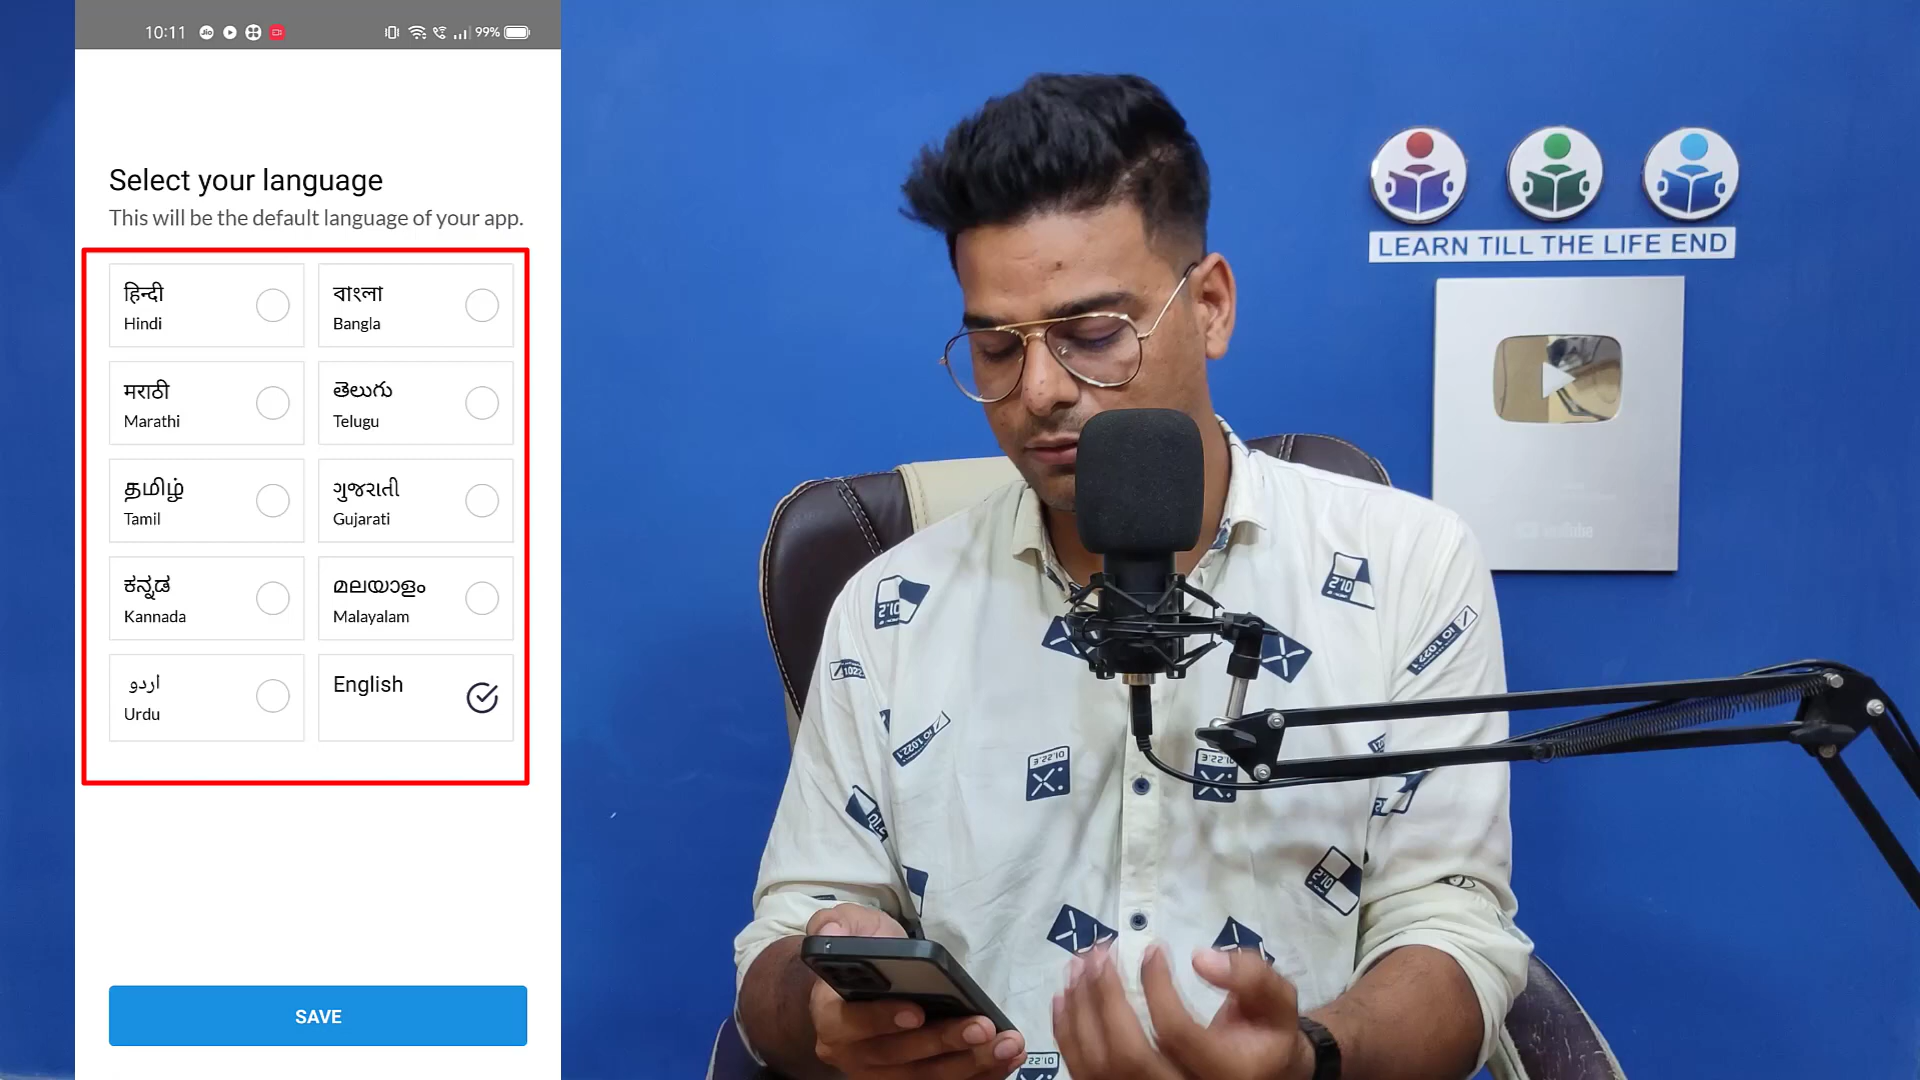 10:11
99%
Select your language
This will be the default language of your app.
हिन्दी
Hindi
বাংলা
Bangla
मराठी
Marathi
తెలుగు
Telugu
தமிழ்
Tamil
ગુજરાતી
Gujarati
ಕನ್ನಡ
Kannada
മലയാളം
Malayalam
اردو
Urdu
English
SAVE
LEARN TILL THE LIFE END